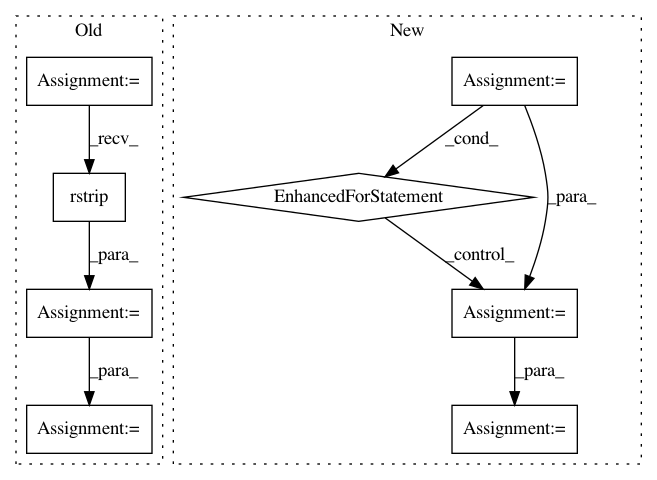 Old
New
Assignment:=
Assignment:=
_recv_
_cond_
rstrip
EnhancedForStatement
_para_
_para_
_control_
Assignment:=
Assignment:=
_para_
_para_
Assignment:=
Assignment:=